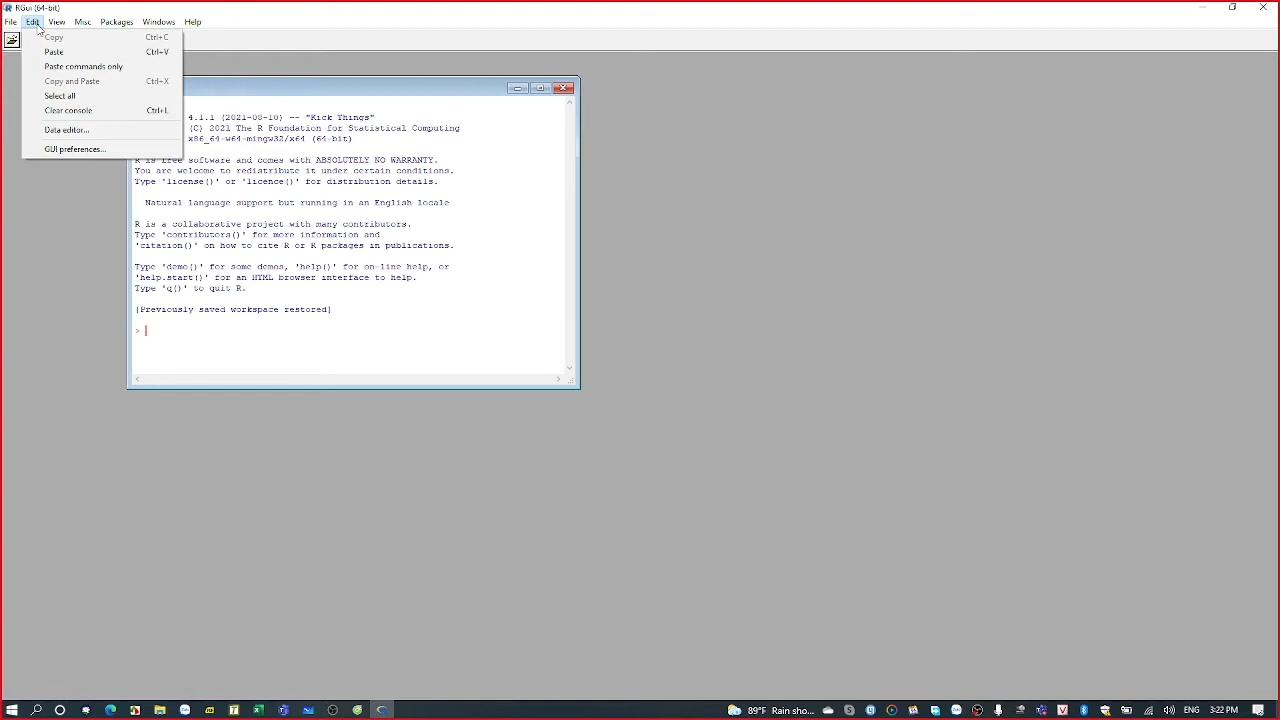 RGui (64-bit)
File Edit View Misc Packages Windows Help
Copy Ctrl+C
Paste Ctrl+V
Paste commands only
Copy and Paste Ctrl+X
Select all
Clear console Ctrl+L
Data editor...
GUI preferences...
4.1.1 (2021-08-10) -- "Kick Things"
(C) 2021 The R Foundation for Statistical Computing
x86_64-w64-mingw32/x64 (64-bit)
R is free software and comes with ABSOLUTELY NO WARRANTY.
You are welcome to redistribute it under certain conditions.
Type 'license()' or 'licence()' for distribution details.
Natural language support but running in an English locale
R is a collaborative project with many contributors.
Type 'contributors()' for more information and
'citation()' on how to cite R or R packages in publications.
Type 'demo()' for some demos, 'help()' for on-line help, or
'help.start()' for an HTML browser interface to help.
Type 'q()' to quit R.
[Previously saved workspace restored]
>
89°F Rain sho... ENG 3:22 PM